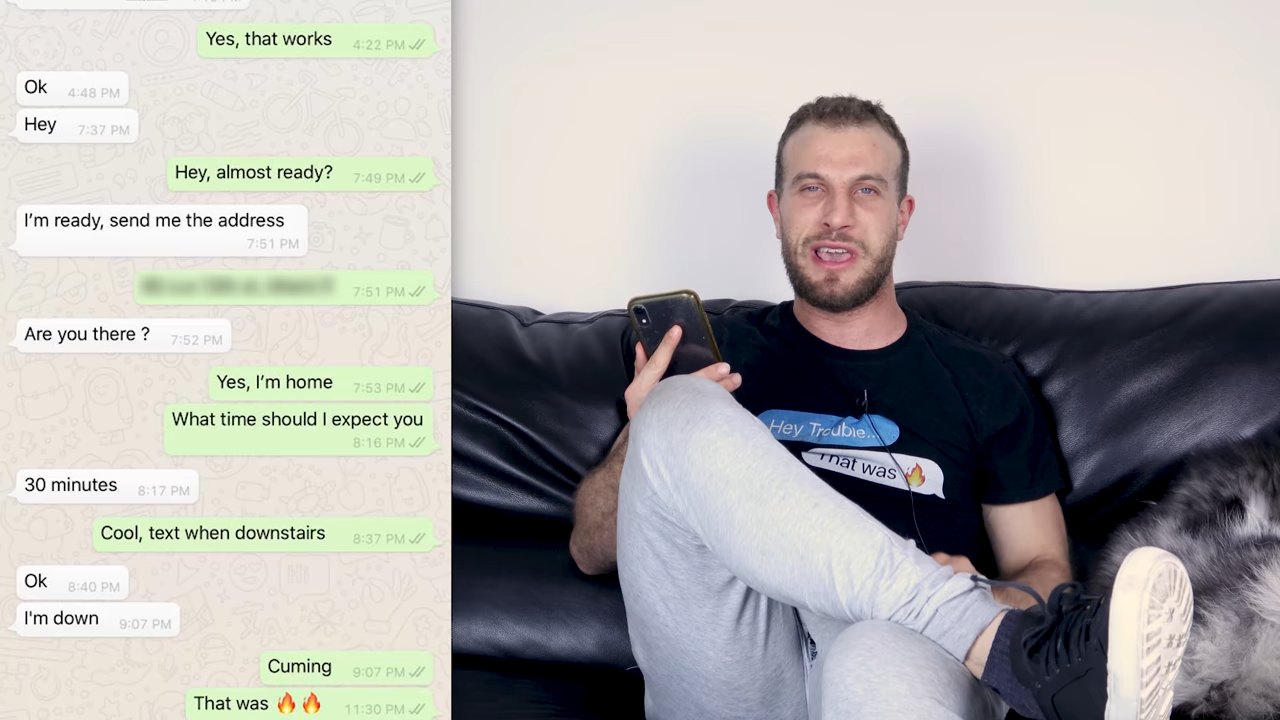 Yes, that works 4:22 PM
Ok 4:48 PM
Hey 7:37 PM
Hey, almost ready? 7:49 PM
I'm ready, send me the address
7:51 PM
7:51 PM
Are you there ? 7:52 PM
Yes, I'm home 7:53 PM
What time should I expect you
8:16 PM
30 minutes 8:17 PM
Cool, text when downstairs 8:37 PM
Ok 8:40 PM
I'm down 9:07 PM
Cuming 9:07 PM
That was 🔥🔥 11:30 PM
Hey Trouble...
That was 🔥